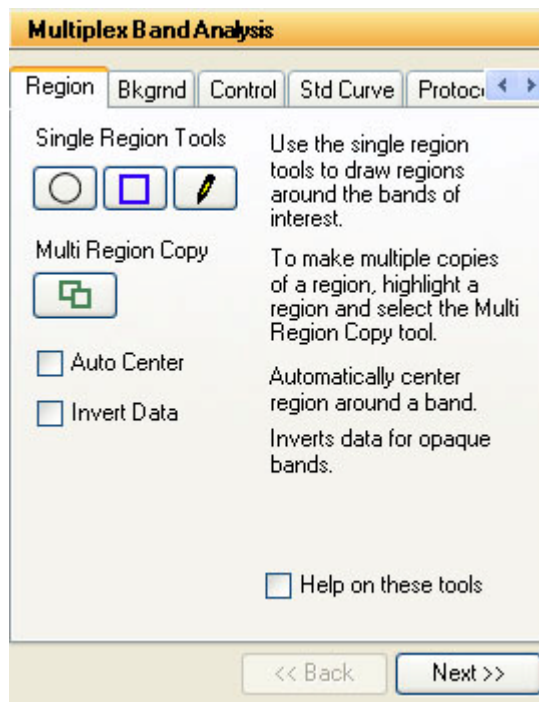 Multiplex Band Analysis
Region Bkgrnd Control Std Curve Protoc
Single Region Tools
Use the single region
tools to draw regions
around the bands of
interest.
Multi Region Copy
To make multiple copies
of a region, highlight a
region and select the Multi
Region Copy tool.
Auto Center
Automatically center
region around a band.
Invert Data
Inverts data for opaque
bands.
Help on these tools
<< Back Next >>